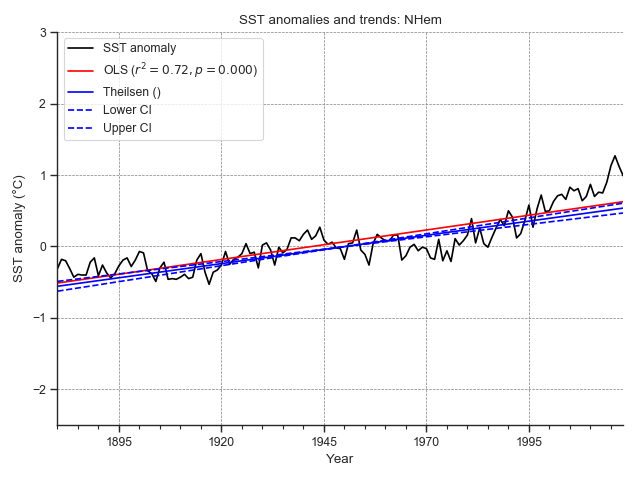 SST anomalies and trends: NHem
3
2
1
0
−1
−2
SST anomaly (°C)
SST anomaly
OLS (r² = 0.72, p = 0.000)
Theilsen ()
Lower CI
Upper CI
1895 1920 1945 1970 1995
Year